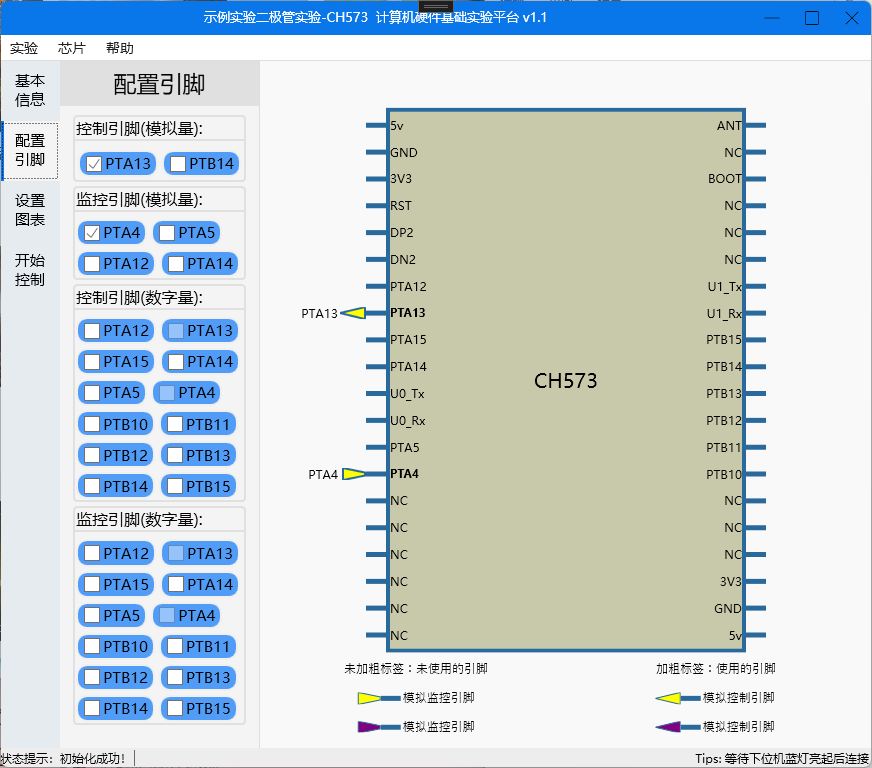 示例实验二极管实验-CH573 计算机硬件基础实验平台 v1.1
实验 芯片 帮助
基本
信息
配置
引脚
设置
图表
开始
控制
配置引脚
控制引脚(模拟量):
PTA13 PTB14
监控引脚(模拟量):
PTA4 PTA5
PTA12 PTA14
控制引脚(数字量):
PTA12 PTA13
PTA15 PTA14
PTA5 PTA4
PTB10 PTB11
PTB12 PTB13
PTB14 PTB15
监控引脚(数字量):
PTA12 PTA13
PTA15 PTA14
PTA5 PTA4
PTB10 PTB11
PTB12 PTB13
PTB14 PTB15
5v ANT
GND NC
3V3 BOOT
RST NC
DP2 NC
DN2 NC
PTA12 U1_Tx
PTA13 PTA13 U1_Rx
PTA15 PTB15
PTA14 PTB14
CH573
U0_Tx PTB13
U0_Rx PTB12
PTA5 PTB11
PTA4 PTA4 PTB10
NC NC
NC NC
NC NC
NC 3V3
NC GND
NC 5v
未加粗标签：未使用的引脚 加粗标签：使用的引脚
模拟监控引脚 模拟控制引脚
模拟监控引脚 模拟控制引脚
状态提示: 初始化成功! Tips: 等待下位机蓝灯亮起后连接